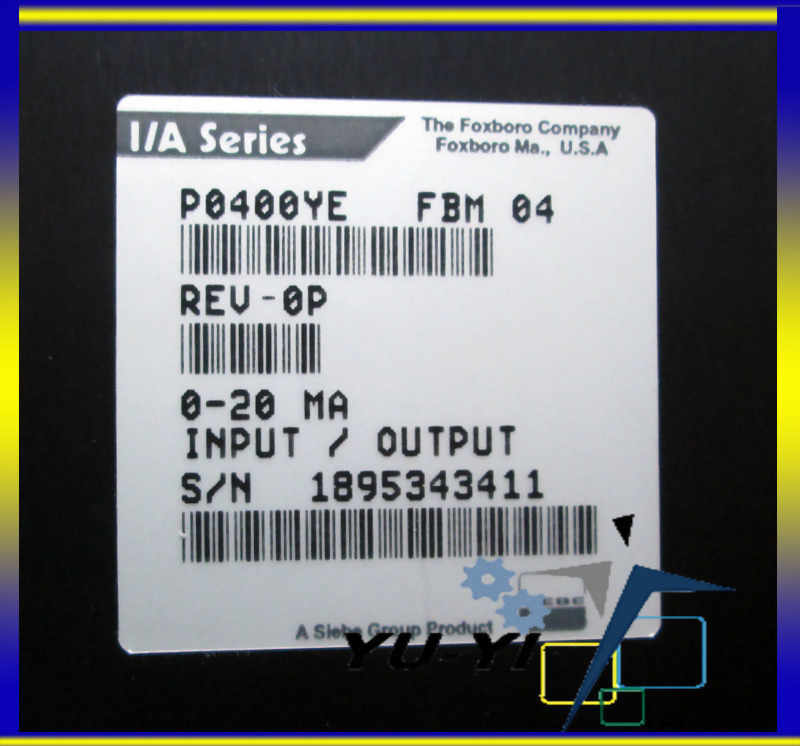 I/A Series
The Foxboro Company
Foxboro Ma., U.S.A
P0400YE FBM 04
REV-0P
0-20 MA
INPUT / OUTPUT
S/N 1895343411
A Siebe Group Product
YU-YI